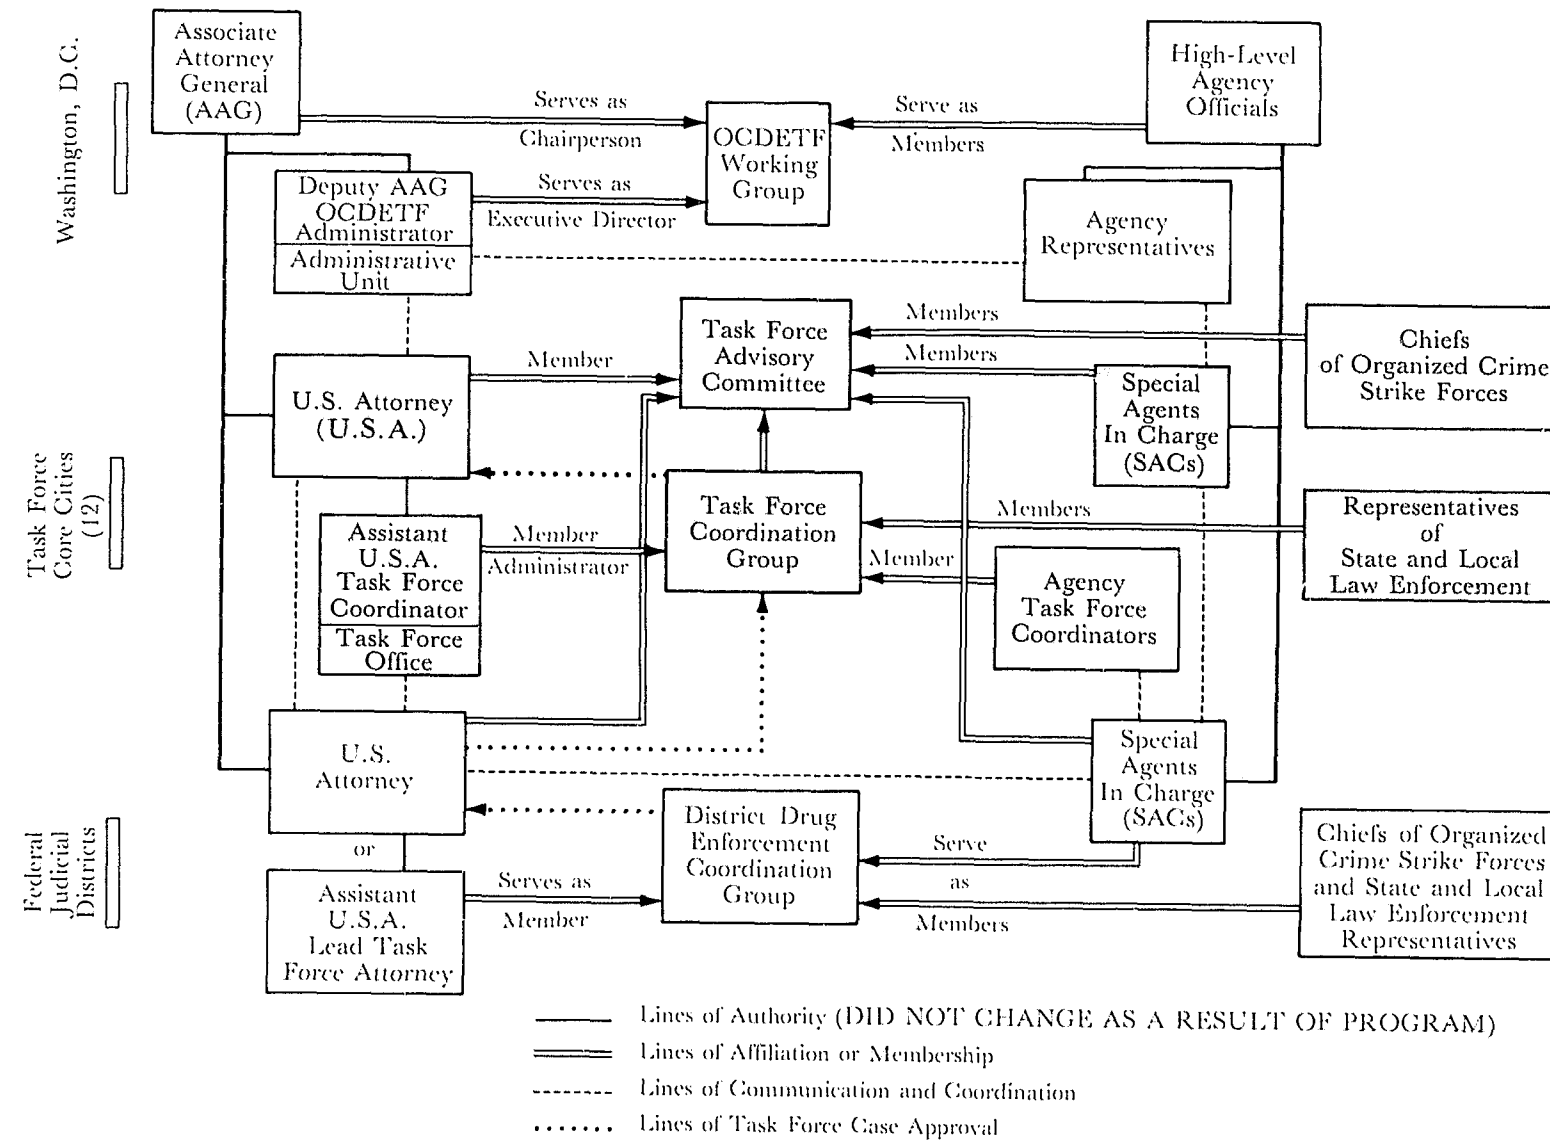 Washington, D.C.
Associate
Attorney
General
(AAG)
High-Level
Agency
Officials
Serves as
Chairperson
OCDETF
Working
Group
Serve as
Members
Deputy AAG
OCDETF
Administrator
Administrative
Unit
Serves as
Executive Director
Agency
Representatives
Task Force
Core Cities
(12)
Task Force
Advisory
Committee
Members
Members
Chiefs
of Organized Crime
Strike Forces
Member
U.S. Attorney
(U.S.A.)
Special
Agents
In Charge
(SACs)
Task Force
Coordination
Group
Members
Representatives
of
State and Local
Law Enforcement
Assistant
U.S.A.
Task Force
Coordinator
Task Force
Office
Member
Administrator
Member
Agency
Task Force
Coordinators
Federal
Judicial
Districts
U.S.
Attorney
Special
Agents
In Charge
(SACs)
District Drug
Enforcement
Coordination
Group
Serve
as
Members
Chiefs of Organized
Crime Strike Forces
and State and Local
Law Enforcement
Representatives
or
Assistant
U.S.A.
Lead Task
Force Attorney
Serves as
Member
Lines of Authority (DID NOT CHANGE AS A RESULT OF PROGRAM)
Lines of Affiliation or Membership
Lines of Communication and Coordination
Lines of Task Force Case Approval